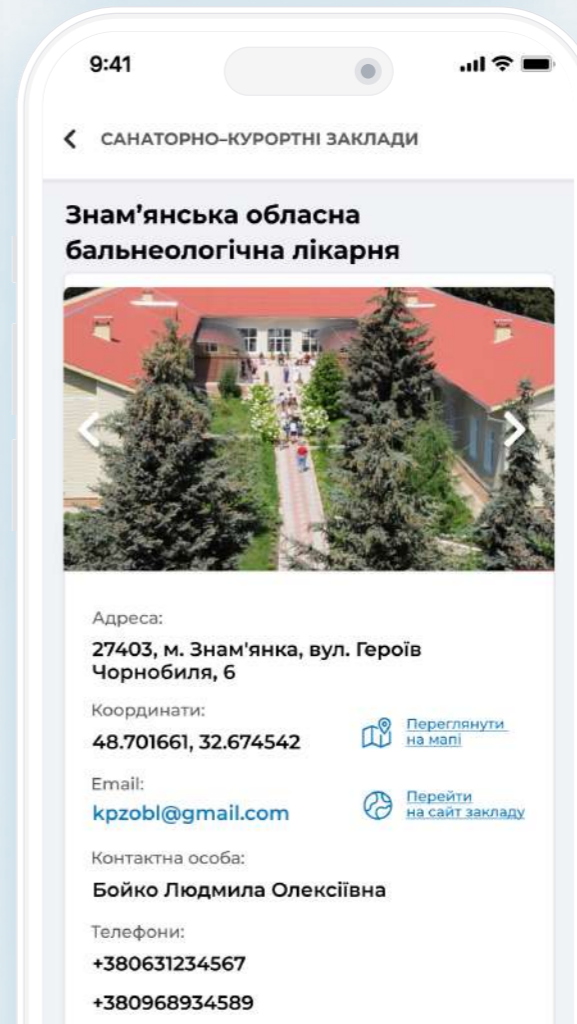 9:41
САНАТОРНО–КУРОРТНІ ЗАКЛАДИ
Знам’янська обласна
бальнеологічна лікарня
Адреса:
27403, м. Знам'янка, вул. Героїв
Чорнобиля, 6
Координати:
48.701661, 32.674542
Переглянути
на мапі
Email:
kpzobl@gmail.com
Перейти
на сайт закладу
Контактна особа:
Бойко Людмила Олексіївна
Телефони:
+380631234567
+380968934589